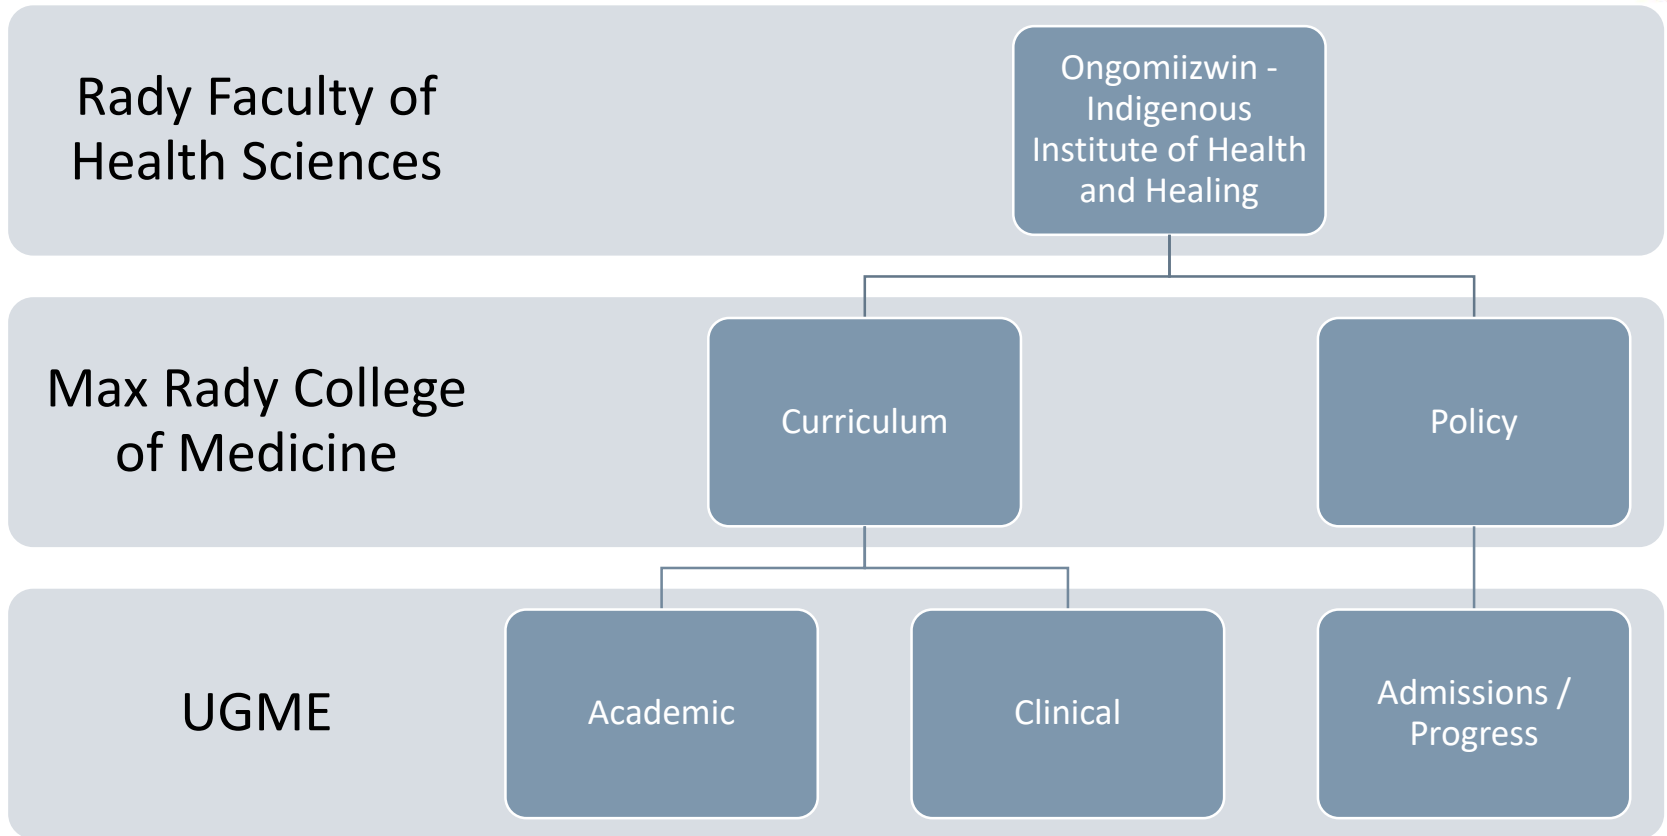 Rady Faculty of
Health Sciences
Ongomiizwin -
Indigenous
Institute of Health
and Healing
Max Rady College
of Medicine
Curriculum
Policy
UGME
Academic
Clinical
Admissions /
Progress